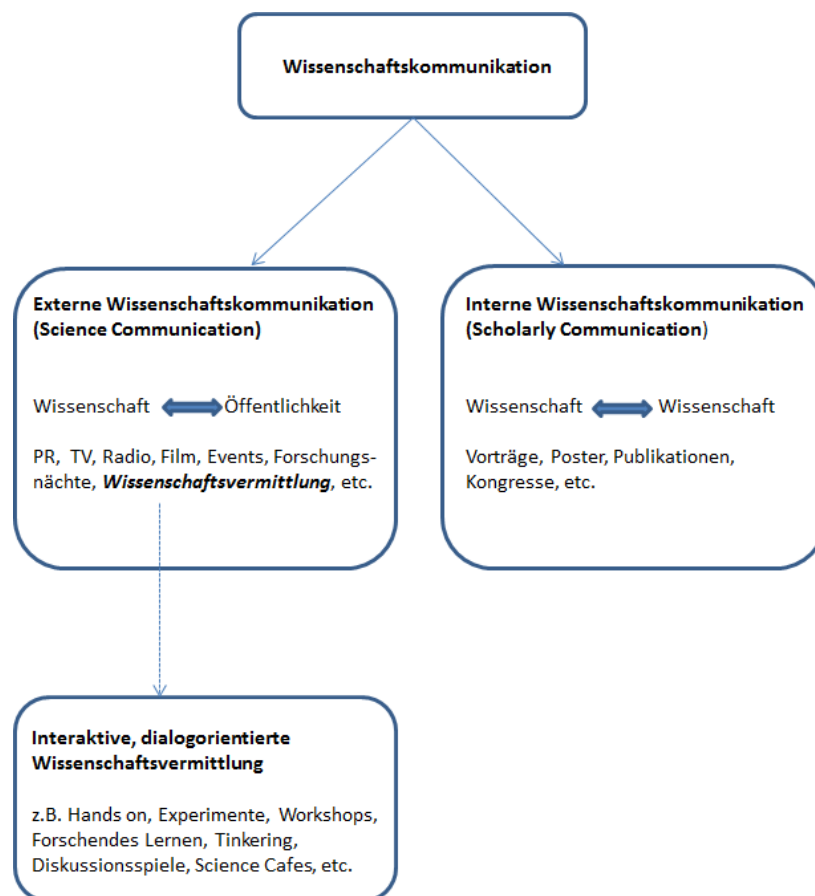 Wissenschaftskommunikation
Externe Wissenschaftskommunikation
(Science Communication)
Wissenschaft Öffentlichkeit
PR, TV, Radio, Film, Events, Forschungs-
nächte, Wissenschaftsvermittlung, etc.
Interne Wissenschaftskommunikation
(Scholarly Communication)
Wissenschaft Wissenschaft
Vorträge, Poster, Publikationen,
Kongresse, etc.
Interaktive, dialogorientierte
Wissenschaftsvermittlung
z.B. Hands on, Experimente, Workshops,
Forschendes Lernen, Tinkering,
Diskussionsspiele, Science Cafes, etc.